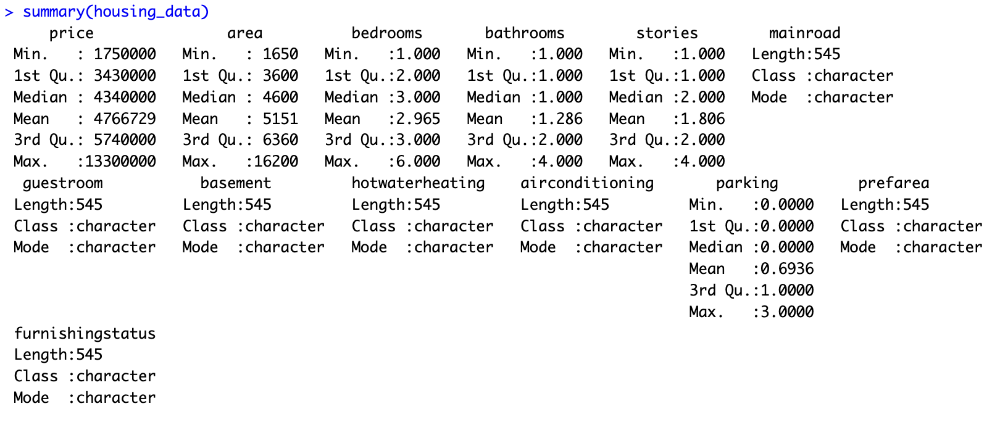 > summary(housing_data)
     price               area          bedrooms       bathrooms        stories        mainroad
 Min.   : 1750000   Min.   : 1650   Min.   :1.000   Min.   :1.000   Min.   :1.000   Length:545
 1st Qu.: 3430000   1st Qu.: 3600   1st Qu.:2.000   1st Qu.:1.000   1st Qu.:1.000   Class :character
 Median : 4340000   Median : 4600   Median :3.000   Median :1.000   Median :2.000   Mode  :character
 Mean   : 4766729   Mean   : 5151   Mean   :2.965   Mean   :1.286   Mean   :1.806
 3rd Qu.: 5740000   3rd Qu.: 6360   3rd Qu.:3.000   3rd Qu.:2.000   3rd Qu.:2.000
 Max.   :13300000   Max.   :16200   Max.   :6.000   Max.   :4.000   Max.   :4.000
  guestroom           basement         hotwaterheating    airconditioning       parking         prefarea
 Length:545         Length:545         Length:545         Length:545         Min.   :0.0000   Length:545
 Class :character   Class :character   Class :character   Class :character   1st Qu.:0.0000   Class :character
 Mode  :character   Mode  :character   Mode  :character   Mode  :character   Median :0.0000   Mode  :character
                                                                             Mean   :0.6936
                                                                             3rd Qu.:1.0000
                                                                             Max.   :3.0000
 furnishingstatus
 Length:545
 Class :character
 Mode  :character